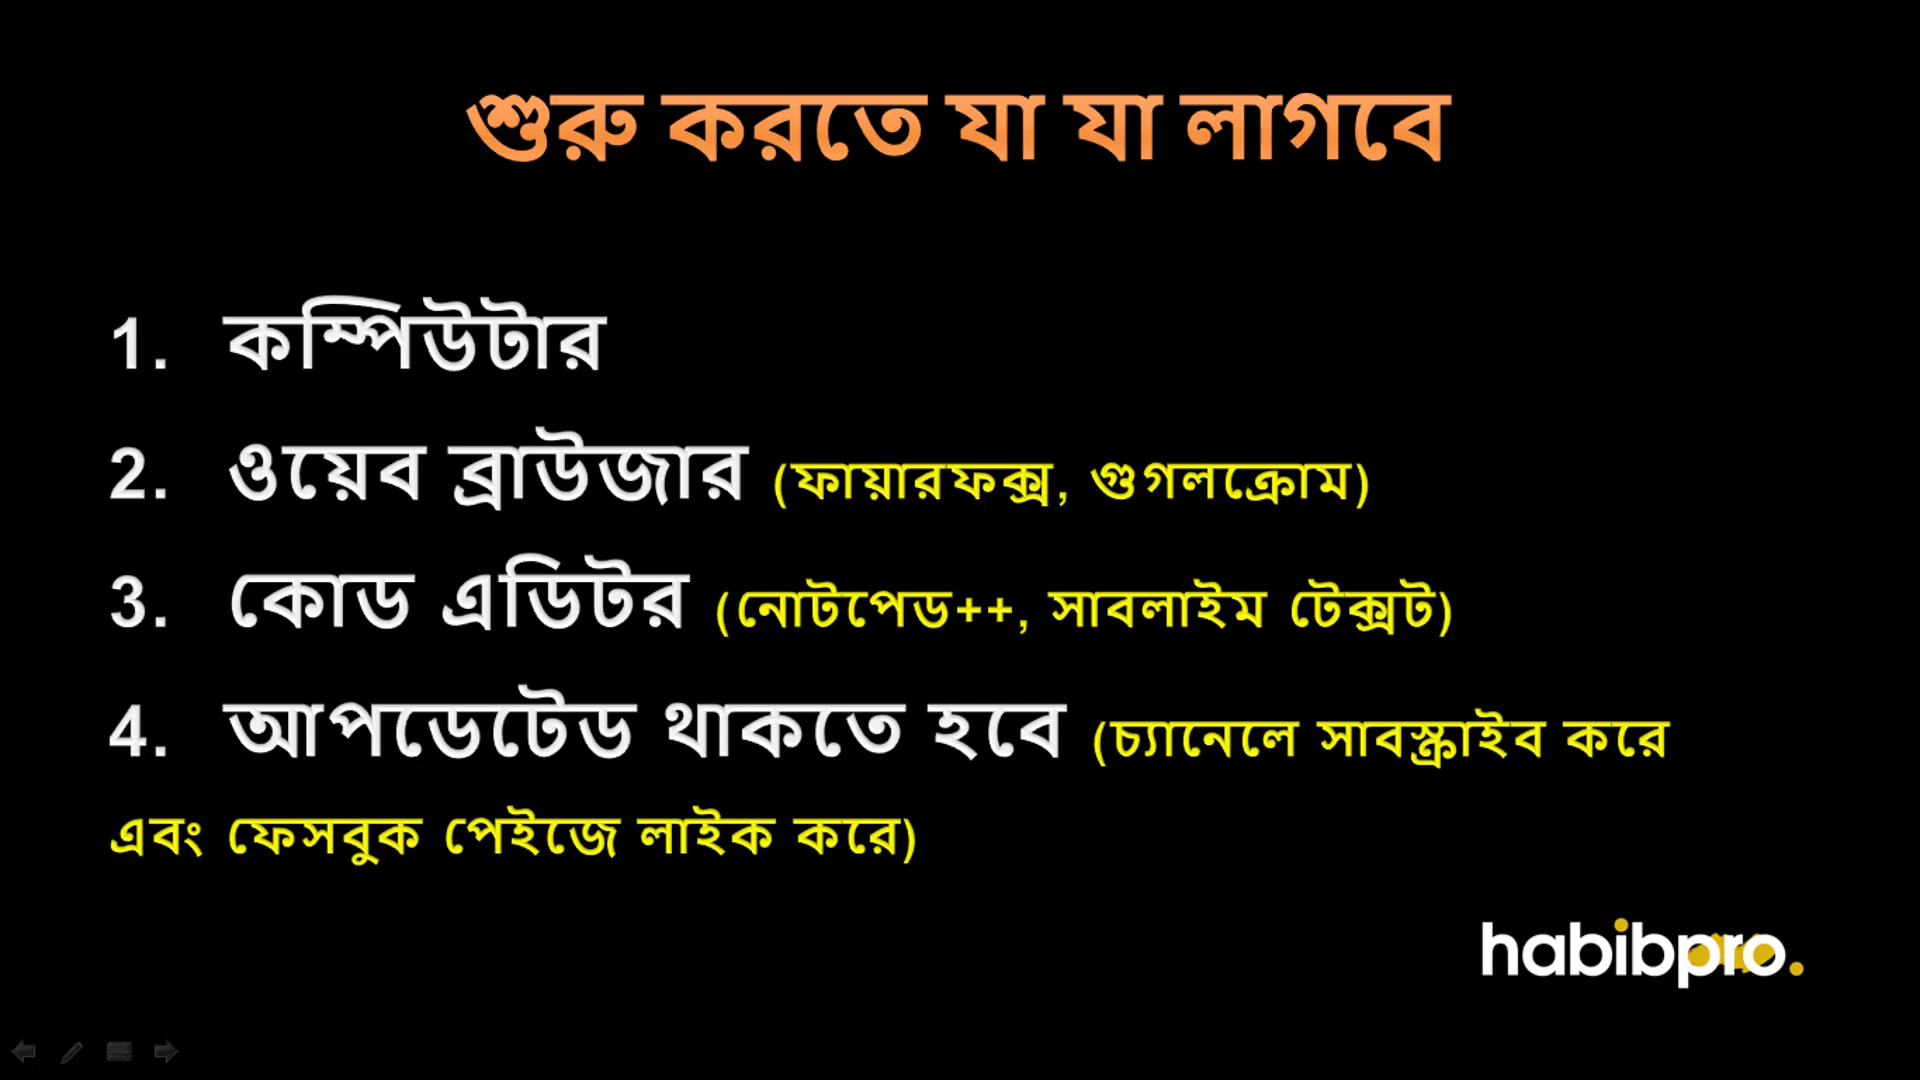 শুরু করতে যা যা লাগবে
1. কম্পিউটার
2. ওয়েব ব্রাউজার (ফায়ারফক্স, গুগলক্রোম)
3. কোড এডিটর (নোটপেড++, সাবলাইম টেক্সট)
4. আপডেটেড থাকতে হবে (চ্যানেলে সাবস্ক্রাইব করে
এবং ফেসবুক পেইজে লাইক করে)
habibpro.